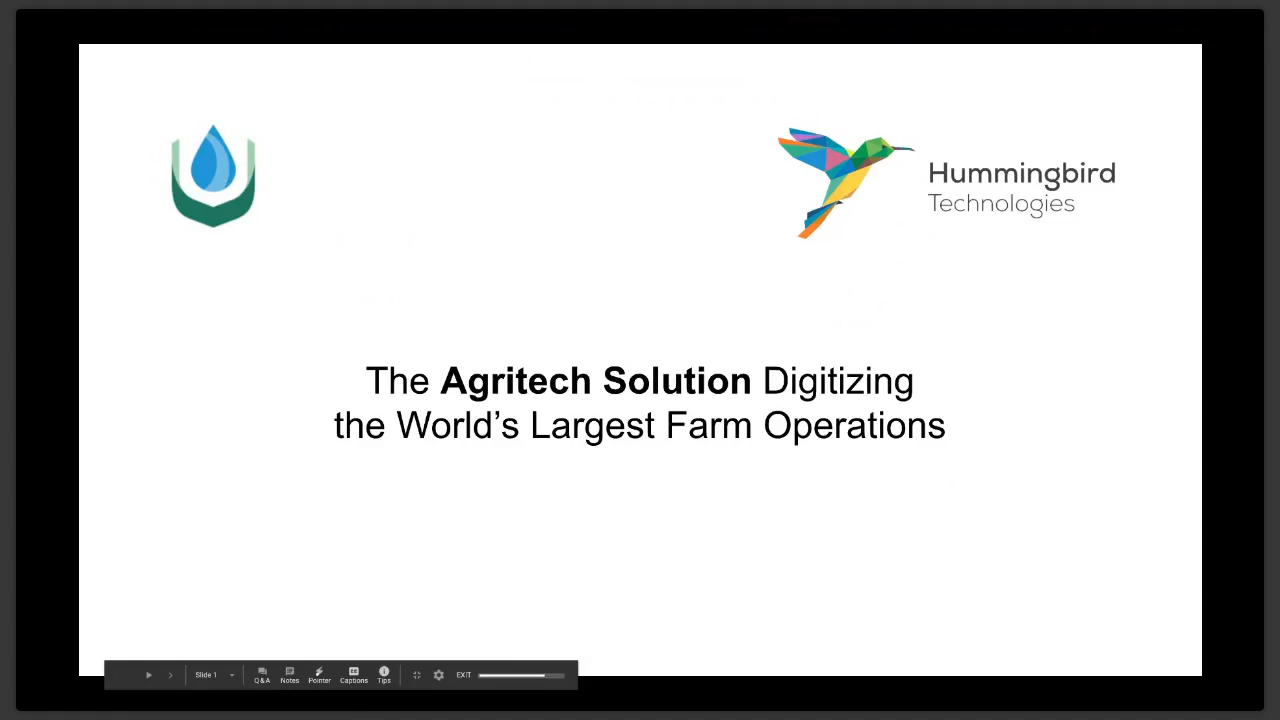 Hummingbird
Technologies
The Agritech Solution Digitizing
the World’s Largest Farm Operations
Slide 1
Q&A
Notes
Pointer
Captions
Tips
EXIT